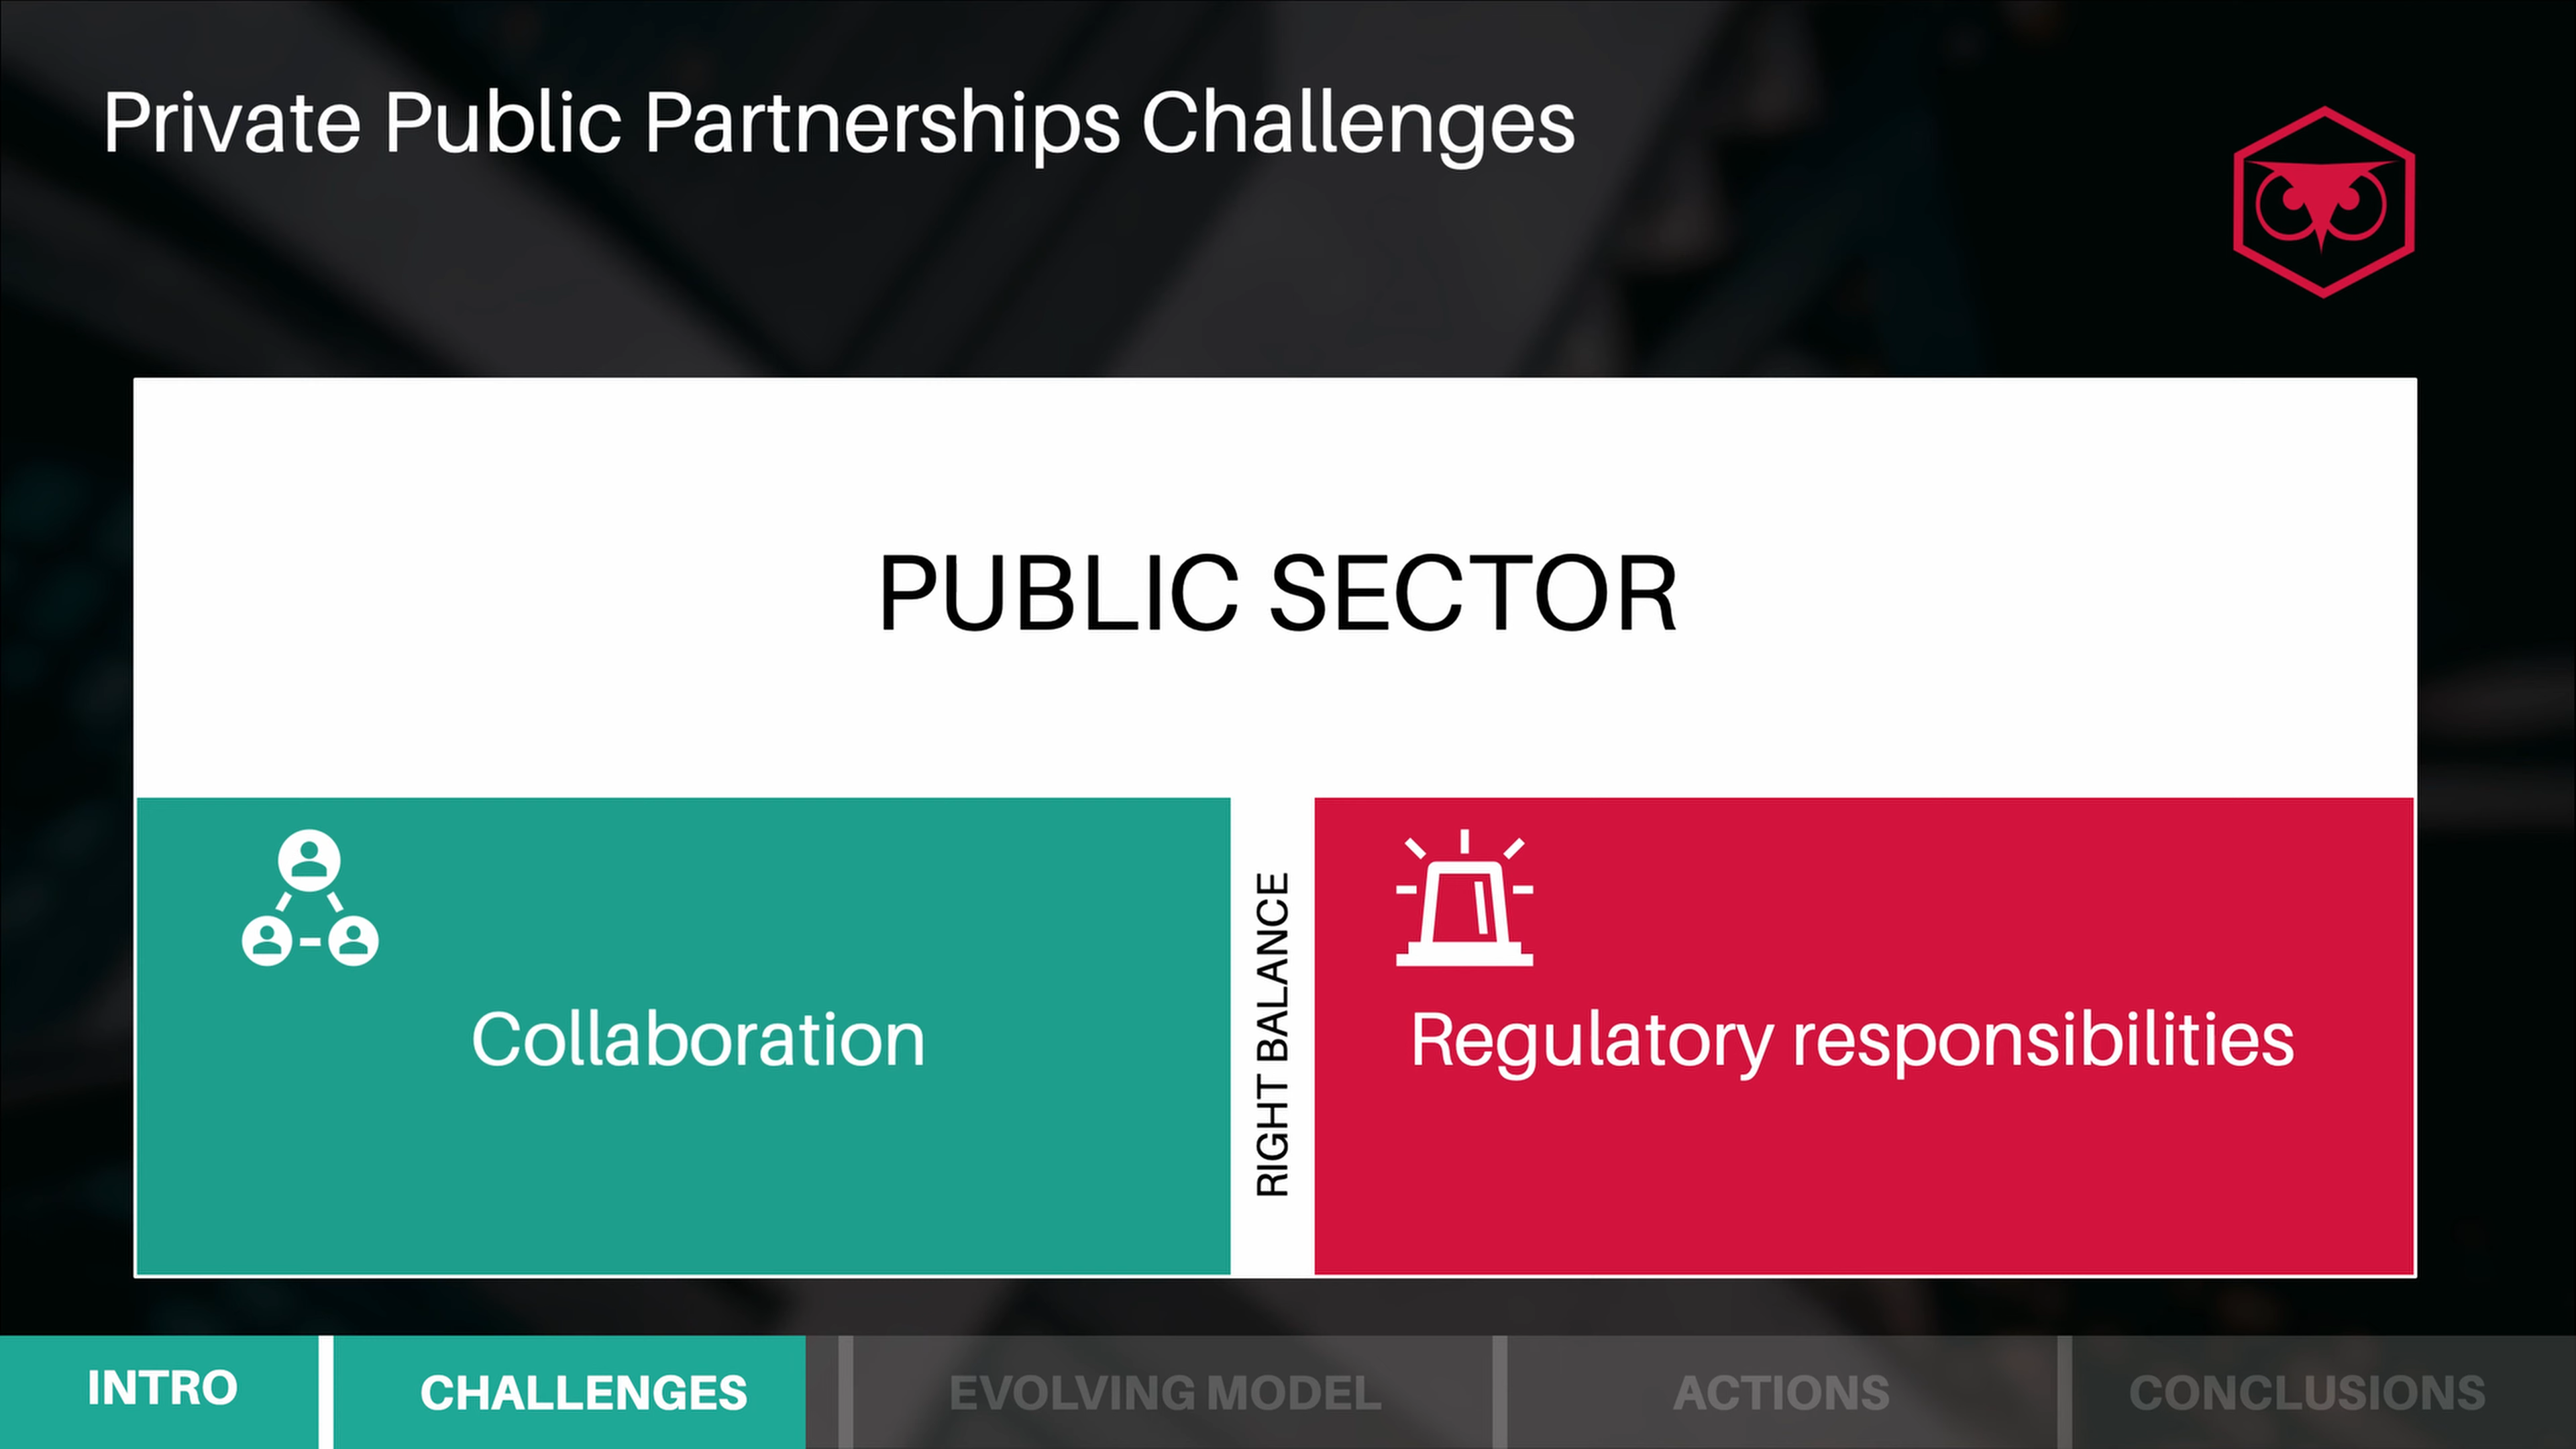 Private Public Partnerships Challenges
PUBLIC SECTOR
Collaboration
RIGHT BALANCE
Regulatory responsibilities
INTRO
CHALLENGES
EVOLVING MODEL
ACTIONS
CONCLUSIONS